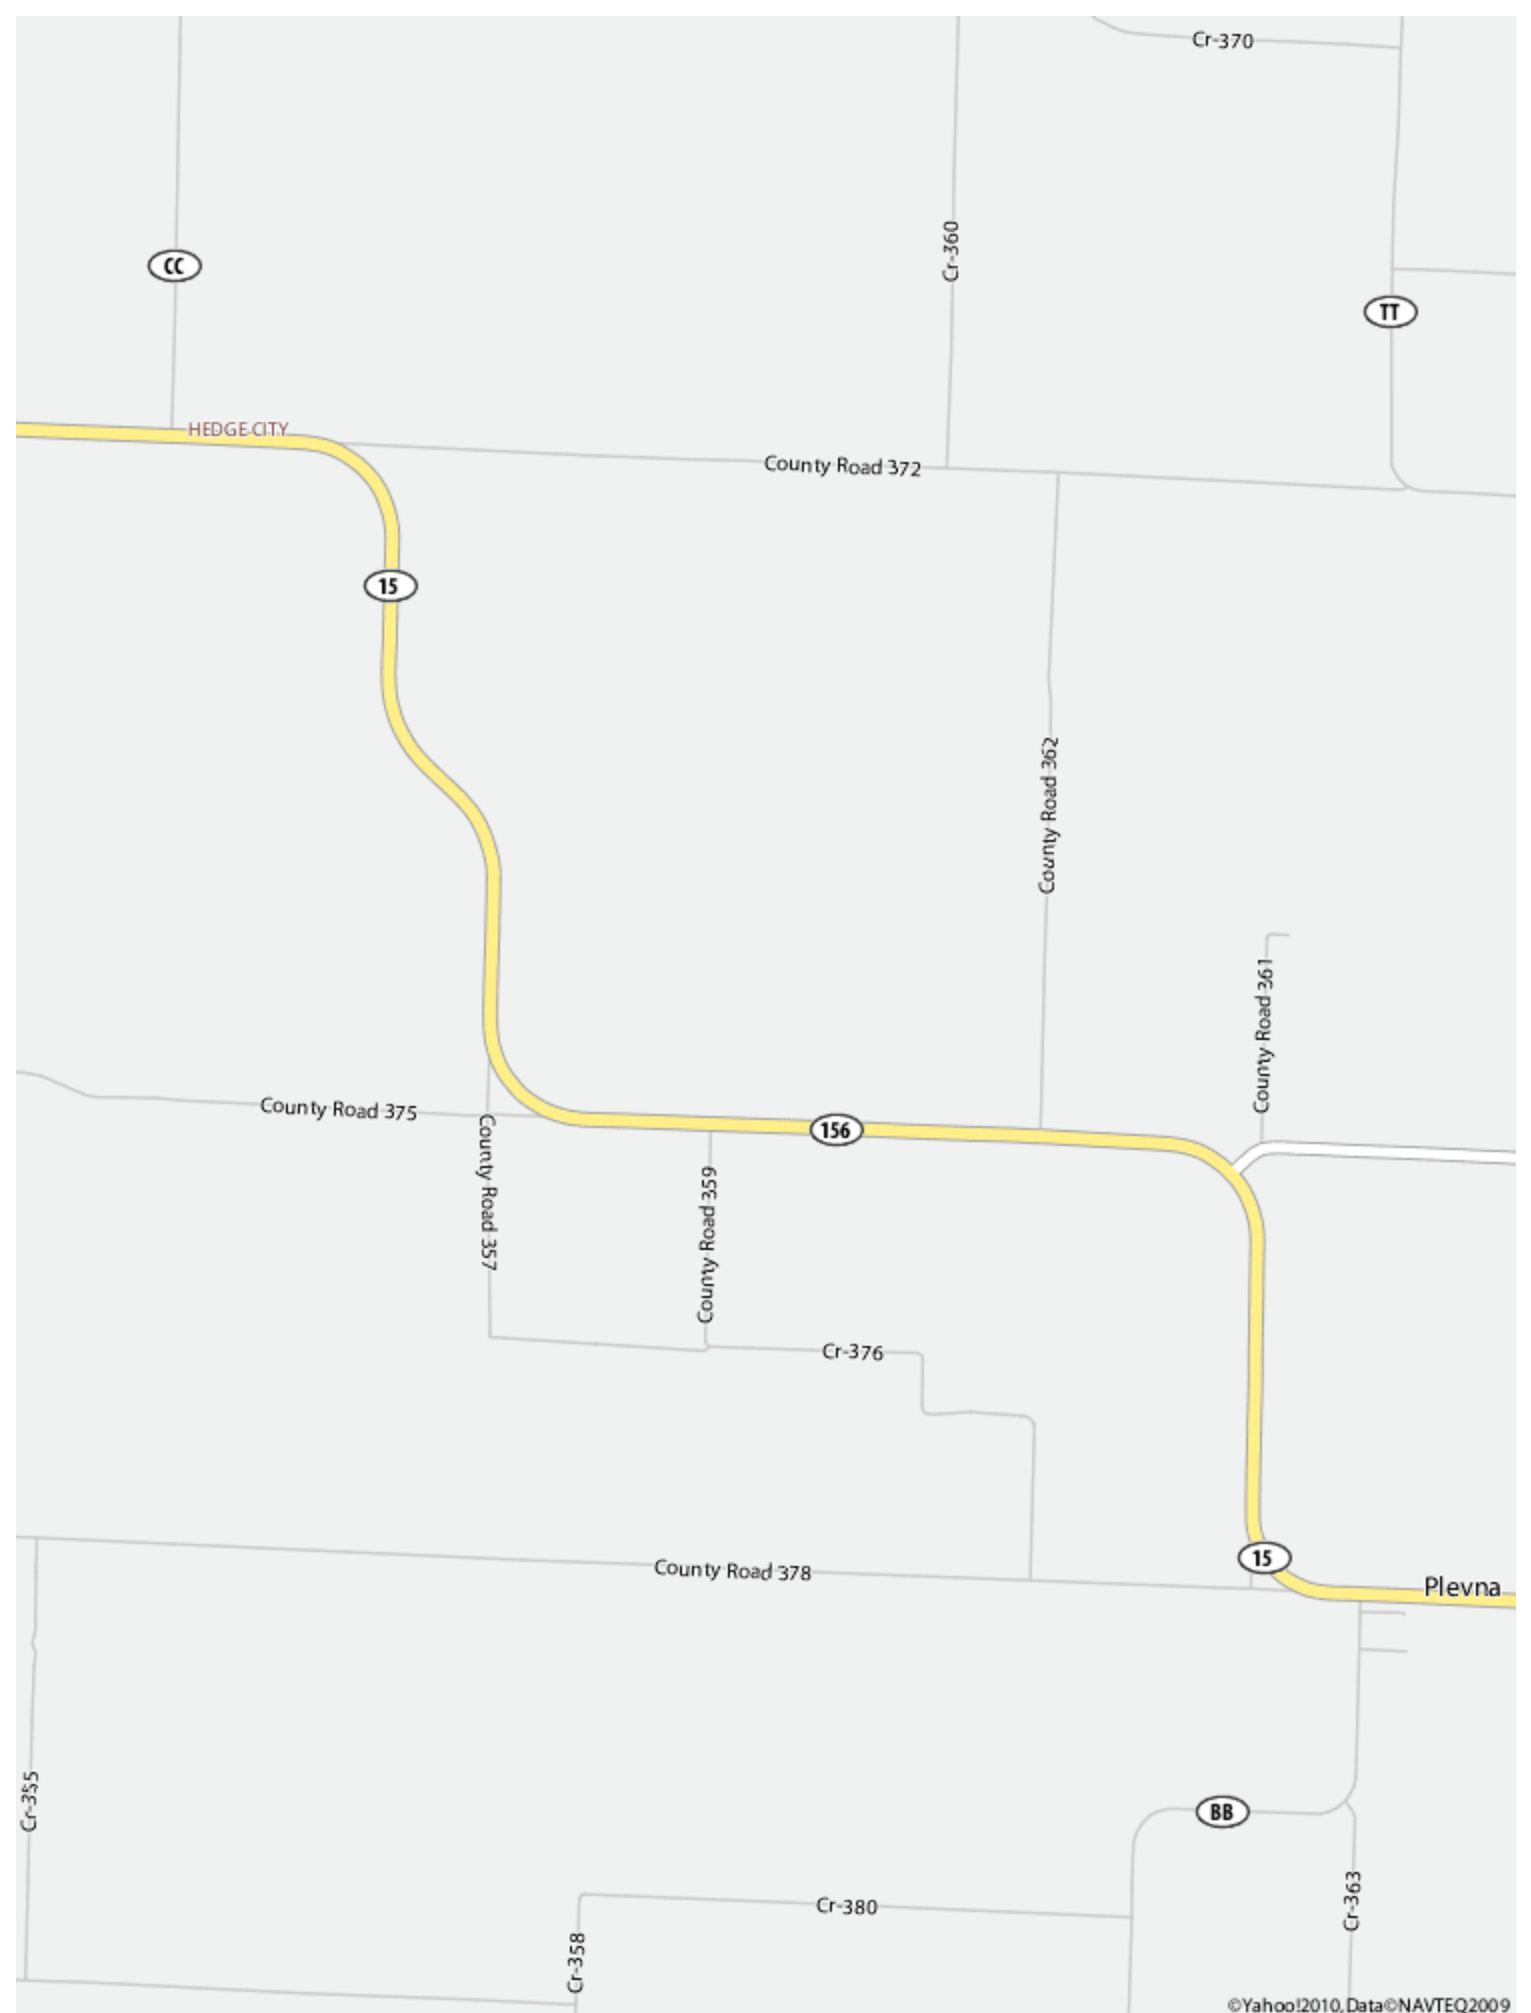 Cr-370
Cr-360
CC
TT
HEDGE CITY
County Road 372
15
County Road 362
County Road 361
County Road 375
County Road 357
156
County Road 359
Cr-376
15
County Road 378
Plevna
Cr-355
BB
Cr-363
Cr-380
Cr-358
©Yahoo!2010, Data©NAVTEQ2009